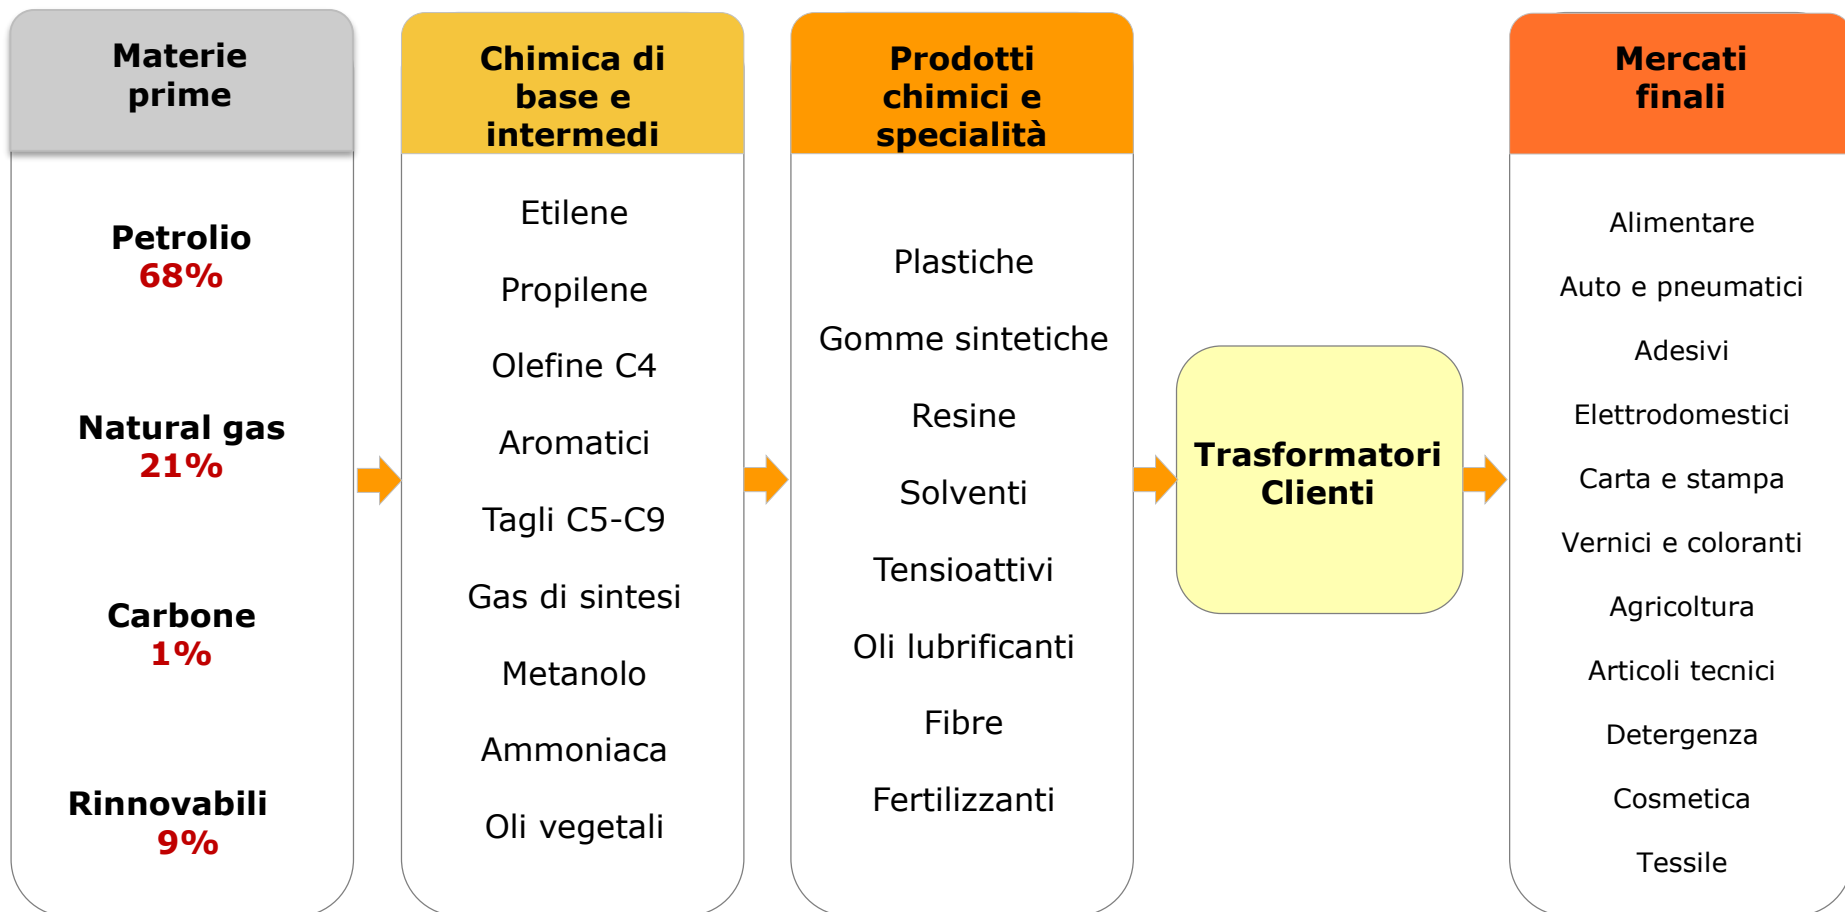 Materie
prime
Petrolio
68%
Natural gas
21%
Carbone
1%
Rinnovabili
9%
Chimica di
base e
intermedi
Etilene
Propilene
Olefine C4
Aromatici
Tagli C5-C9
Gas di sintesi
Metanolo
Ammoniaca
Oli vegetali
Prodotti
chimici e
specialità
Plastiche
Gomme sintetiche
Resine
Solventi
Tensioattivi
Oli lubrificanti
Fibre
Fertilizzanti
Trasformatori
Clienti
Mercati
finali
Alimentare
Auto e pneumatici
Adesivi
Elettrodomestici
Carta e stampa
Vernici e coloranti
Agricoltura
Articoli tecnici
Detergenza
Cosmetica
Tessile